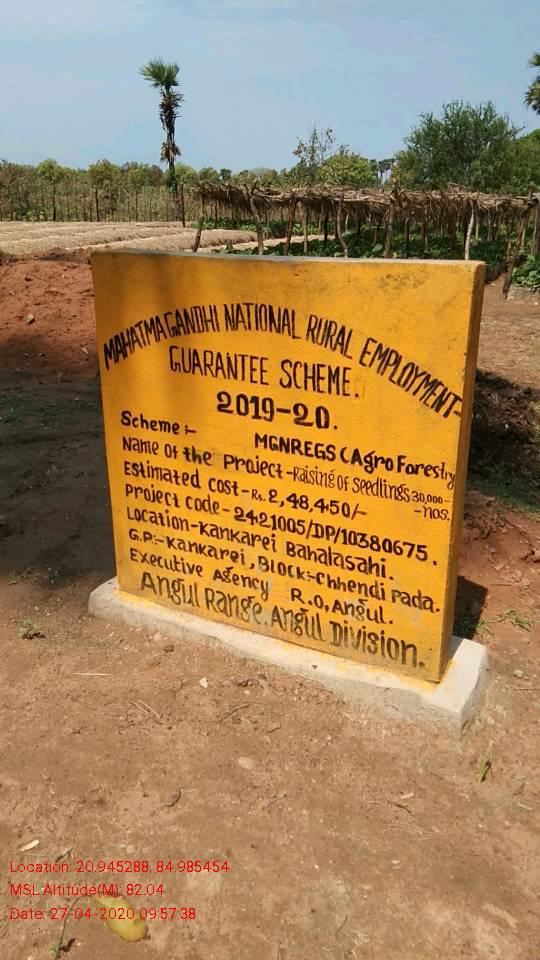 MAHATMA GANDHI NATIONAL RURAL EMPLOYMENT-
GUARANTEE SCHEME.
2019-20.
Scheme :- MGNREGS (Agro Forestry
Name of the Project-Raising of Seedlings 30,000-
-nos.
Estimated cost-Rs. 2,48,450/-
Project code-2421005/DP/10380675.
Location-Kankarei Bahalasahi.
G.P:-Kankarei, Block:-Chhendi Pada.
Executive Agency R.O, Angul.
Angul Range. Angul Division.
Location: 20.945288, 84.985454
MSL Altitude(M): 82.04
Date: 27-04-2020 09:57:38